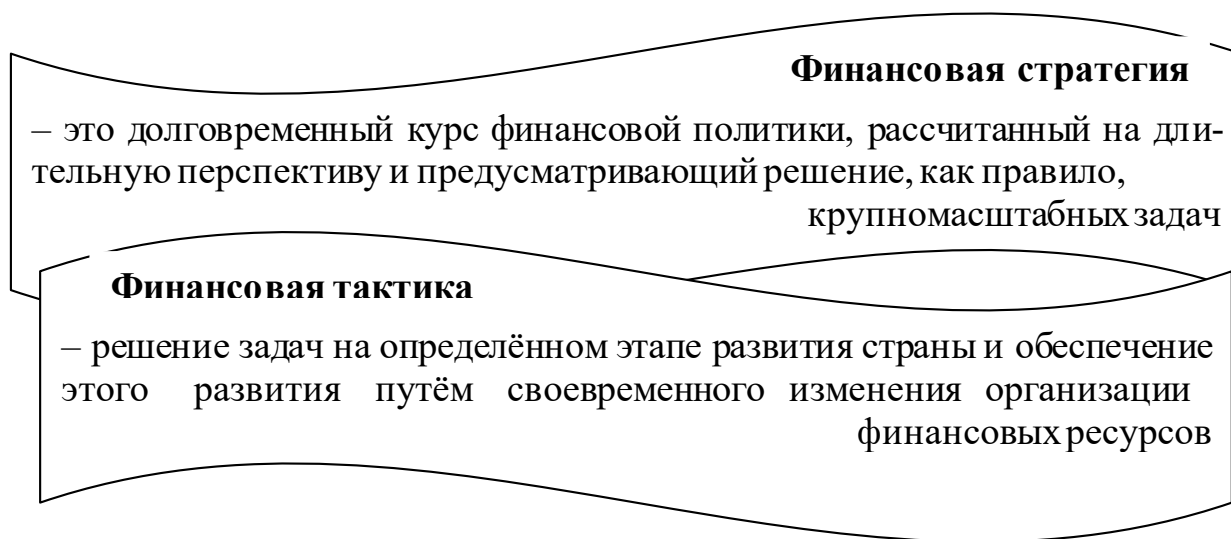 Финансовая стратегия
– это долговременный курс финансовой политики, рассчитанный на дли-
тельную перспективу и предусматривающий решение, как правило,
крупномасштабных задач
Финансовая тактика
– решение задач на определённом этапе развития страны и обеспечение
этого развития путём своевременного изменения организации
финансовых ресурсов